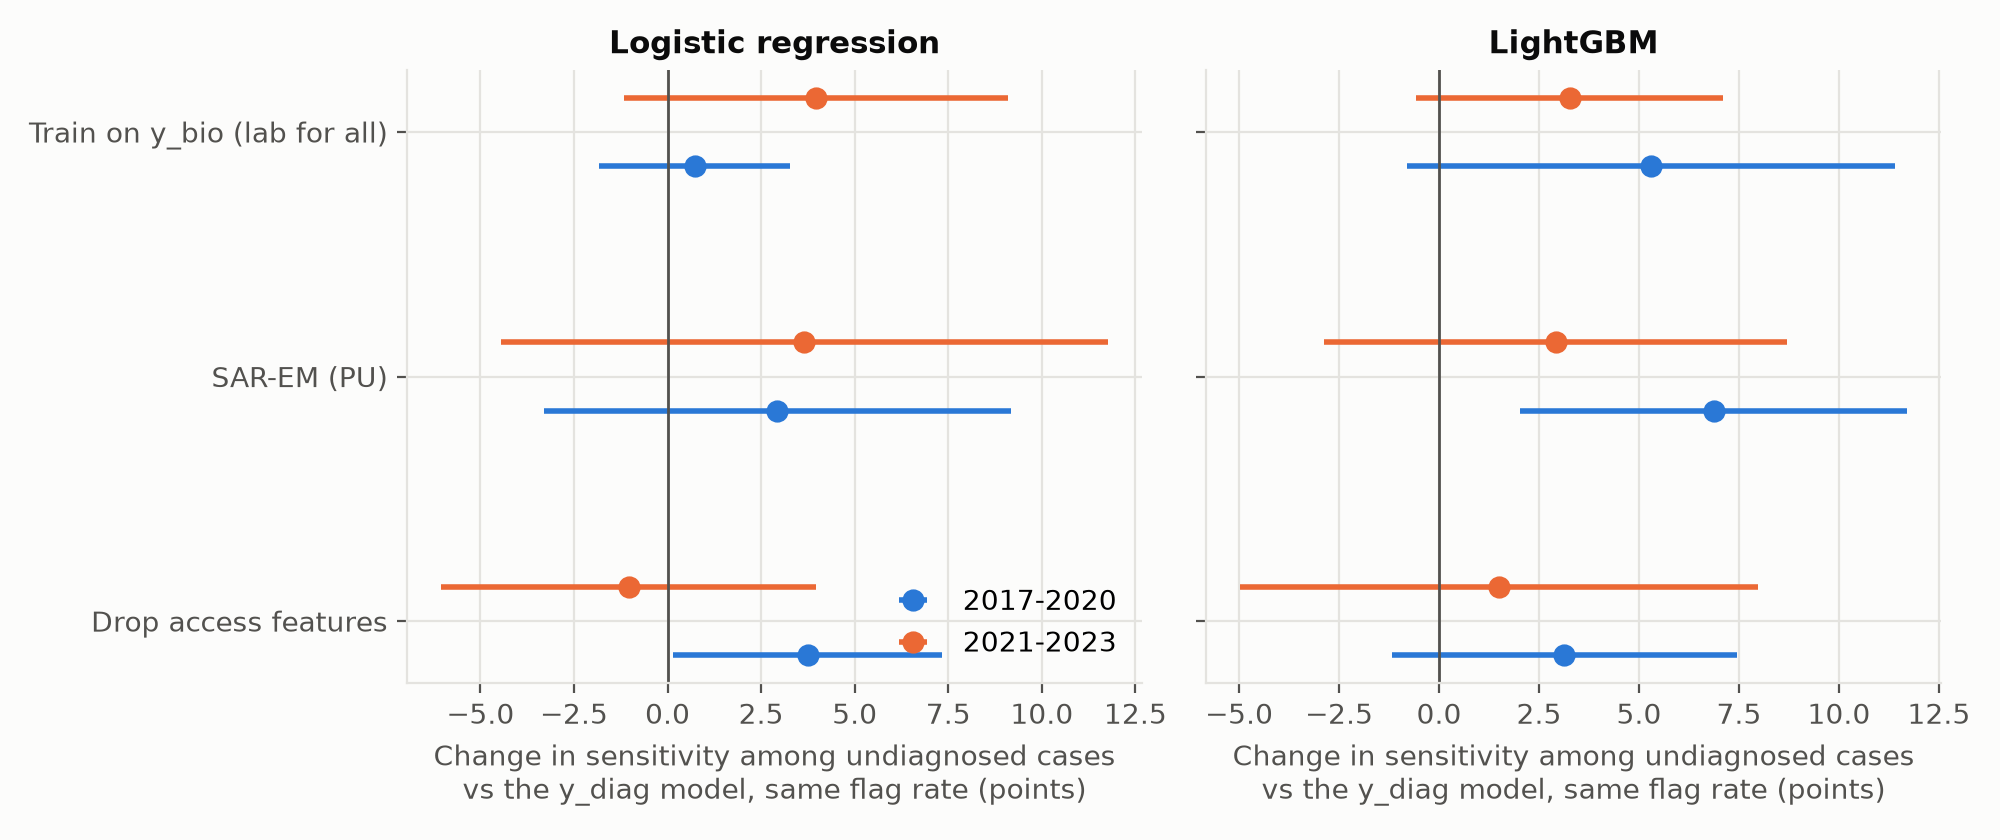 Logistic regression
LightGBM
Train on y_bio (lab for all)
SAR-EM (PU)
Drop access features
2017-2020
2021-2023
−5.0 −2.5 0.0 2.5 5.0 7.5 10.0 12.5
−5.0 −2.5 0.0 2.5 5.0 7.5 10.0 12.5
Change in sensitivity among undiagnosed cases
vs the y_diag model, same flag rate (points)
Change in sensitivity among undiagnosed cases
vs the y_diag model, same flag rate (points)